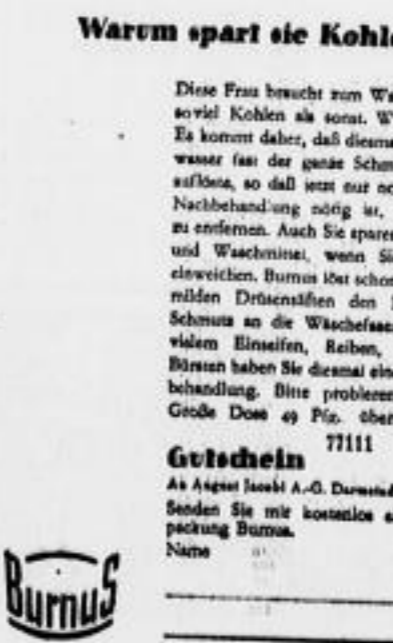 Warum spart sie Kohle
Diese Frau braucht zum Wa
soviel Kohlen als sonst. W
Es kommt daher, daß diesma
wasser fast der ganze Schm
auflöste, so daß jetzt nur no
Nachbehandlung nötig ist,
zu entfernen. Auch Sie sparen
und Waschmittel, wenn Si
einweichen. Burnus löst schon
milden Drüsensäften den
Schmutz an die Wäschefase
vielem Einseifen, Reiben,
Bürsten haben Sie diesmal ein
behandlung. Bitte probieren
Große Dose 49 Pfg. über
77111
Gutschein
An August Jacobi A.-G. Darmstad
Senden Sie mir kostenlos e
packung Burnus.
Name
Burnus